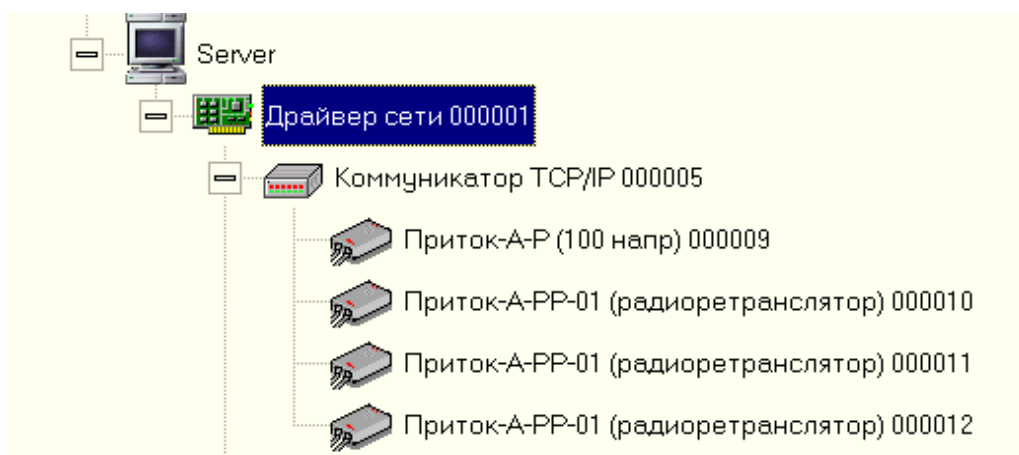 Server
Драйвер сети 000001
Коммуникатор TCP/IP 000005
Приток-А-Р (100 напр) 000009
Приток-А-РР-01 (радиоретранслятор) 000010
Приток-А-РР-01 (радиоретранслятор) 000011
Приток-А-РР-01 (радиоретранслятор) 000012